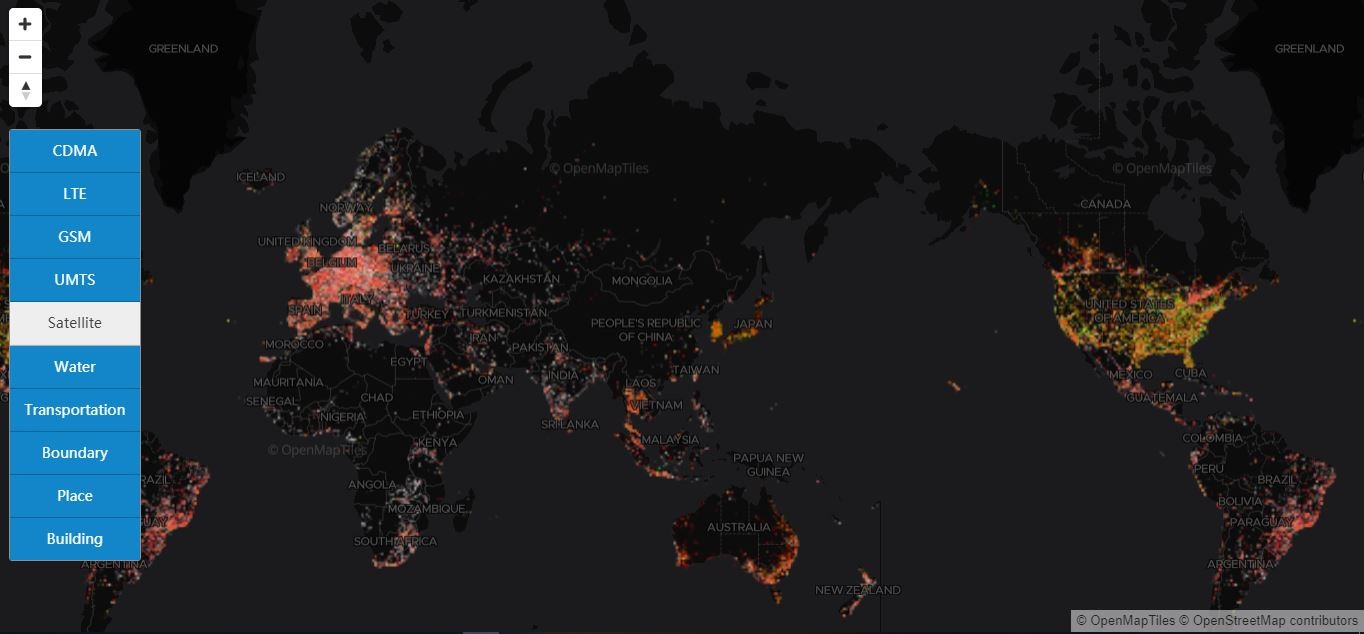 CDMA
LTE
GSM
UMTS
Satellite
Water
Transportation
Boundary
Place
Building
GREENLAND
GREENLAND
© OpenMapTiles
© OpenMapTiles
ICELAND
NORWAY
CANADA
UNITED KINGDOM
BELARUS
BELGIUM
UKRAINE
KAZAKHSTAN
MONGOLIA
ITALY
SPAIN
TURKEY
TURKMENISTAN
PEOPLE'S REPUBLIC
OF CHINA
JAPAN
UNITED STATES
OF AMERICA
MOROCCO
IRAN
PAKISTAN
EGYPT
TAIWAN
MEXICO
CUBA
MAURITANIA
OMAN
INDIA
LAOS
SENEGAL
CHAD
GUATEMALA
NIGERIA
ETHIOPIA
VIETNAM
SRI LANKA
KENYA
MALAYSIA
COLOMBIA
© OpenMapTiles
PAPUA NEW
GUINEA
PERU
RAZIL
ANGOLA
BRAZIL
BOLIVIA
MOZAMBIQUE
UAY
AUSTRALIA
PARAGUAY
SOUTH AFRICA
ARGENTINA
ARGENTINA
NEW ZEALAND
© OpenMapTiles © OpenStreetMap contributors